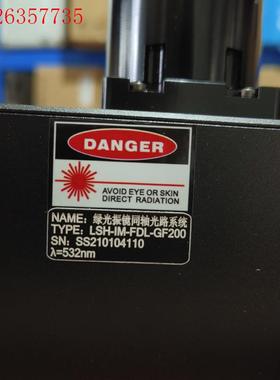 26357735
DANGER
AVOID EYE OR SKIN
DIRECT RADIATION
NAME: 绿光振镜同轴光路系统
TYPE: LSH-IM-FDL-GF200
SN: SS210104110
λ=532nm